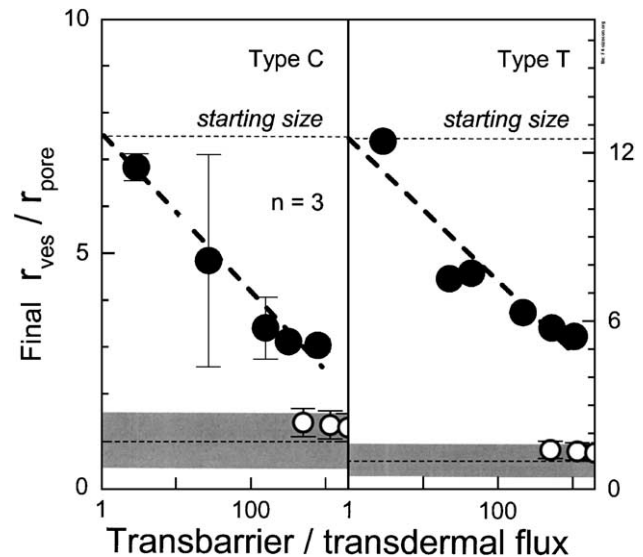 10
Type C
Type T
starting size
starting size
12
n = 3
5
6
0
0
1
100
1
100
Final r_ves / r_pore
Transbarrier / transdermal flux